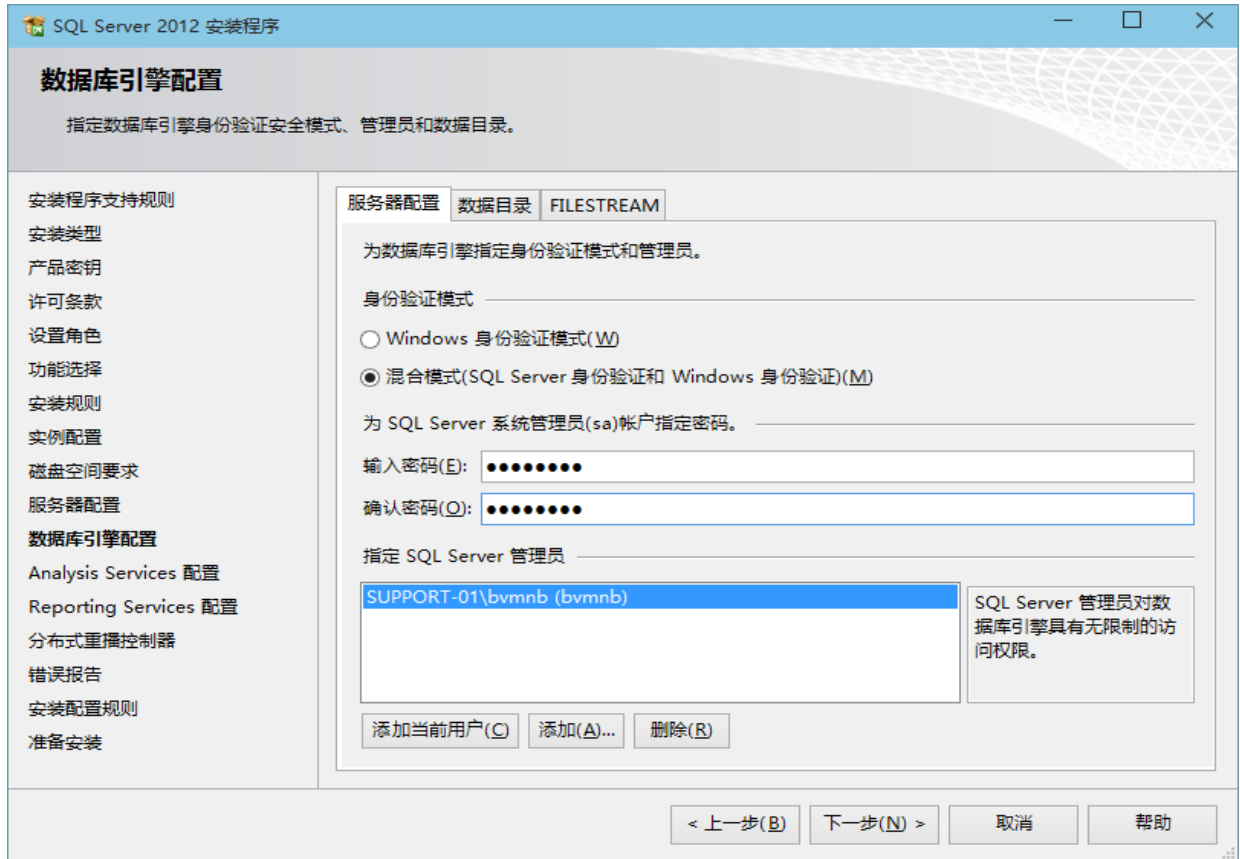 SQL Server 2012 安装程序
数据库引擎配置
指定数据库引擎身份验证安全模式、管理员和数据目录。
安装程序支持规则
安装类型
产品密钥
许可条款
设置角色
功能选择
安装规则
实例配置
磁盘空间要求
服务器配置
数据库引擎配置
Analysis Services 配置
Reporting Services 配置
分布式重播控制器
错误报告
安装配置规则
准备安装
服务器配置 数据目录 FILESTREAM
为数据库引擎指定身份验证模式和管理员。
身份验证模式
Windows 身份验证模式(W)
混合模式(SQL Server 身份验证和 Windows 身份验证)(M)
为 SQL Server 系统管理员(sa)帐户指定密码。
输入密码(E): ●●●●●●●●
确认密码(O): ●●●●●●●●
指定 SQL Server 管理员
SUPPORT-01\bvmnb (bvmnb)
SQL Server 管理员对数
据库引擎具有无限制的访
问权限。
添加当前用户(C) 添加(A)... 删除(R)
< 上一步(B) 下一步(N) > 取消 帮助